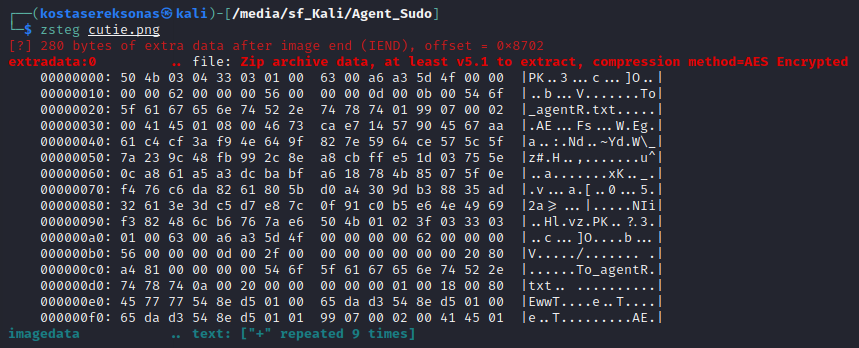 ┌──(kostasereksonas㉿kali)-[/media/sf_Kali/Agent_Sudo]
└─$ zsteg cutie.png
[?] 280 bytes of extra data after image end (IEND), offset = 0×8702
extradata:0         .. file: Zip archive data, at least v5.1 to extract, compression method=AES Encrypted
    00000000: 50 4b 03 04 33 03 01 00  63 00 a6 a3 5d 4f 00 00  |PK..3...c...]O..|
    00000010: 00 00 62 00 00 00 56 00  00 00 0d 00 0b 00 54 6f  |..b...V.......To|
    00000020: 5f 61 67 65 6e 74 52 2e  74 78 74 01 99 07 00 02  |_agentR.txt.....|
    00000030: 00 41 45 01 08 00 46 73  ca e7 14 57 90 45 67 aa  |.AE...Fs...W.Eg.|
    00000040: 61 c4 cf 3a f9 4e 64 9f  82 7e 59 64 ce 57 5c 5f  |a..:.Nd..~Yd.W\_|
    00000050: 7a 23 9c 48 fb 99 2c 8e  a8 cb ff e5 1d 03 75 5e  |z#.H..,.......u^|
    00000060: 0c a8 61 a5 a3 dc ba bf  a6 18 78 4b 85 07 5f 0e  |..a.......xK.._.|
    00000070: f4 76 c6 da 82 61 80 5b  d0 a4 30 9d b3 88 35 ad  |.v...a.[..0...5.|
    00000080: 32 61 3e 3d c5 d7 e8 7c  0f 91 c0 b5 e6 4e 49 69  |2a>=...|.....NIi|
    00000090: f3 82 48 6c b6 76 7a e6  50 4b 01 02 3f 03 33 03  |..Hl.vz.PK..?.3.|
    000000a0: 01 00 63 00 a6 a3 5d 4f  00 00 00 00 62 00 00 00  |..c...]O....b...|
    000000b0: 56 00 00 00 0d 00 2f 00  00 00 00 00 00 00 20 80  |V...../....... .|
    000000c0: a4 81 00 00 00 00 54 6f  5f 61 67 65 6e 74 52 2e  |......To_agentR.|
    000000d0: 74 78 74 0a 00 20 00 00  00 00 00 01 00 18 00 80  |txt.. ..........|
    000000e0: 45 77 77 54 8e d5 01 00  65 da d3 54 8e d5 01 00  |EwwT....e..T....|
    000000f0: 65 da d3 54 8e d5 01 01  99 07 00 02 00 41 45 01  |e..T.........AE.|
imagedata           .. text: ["+" repeated 9 times]